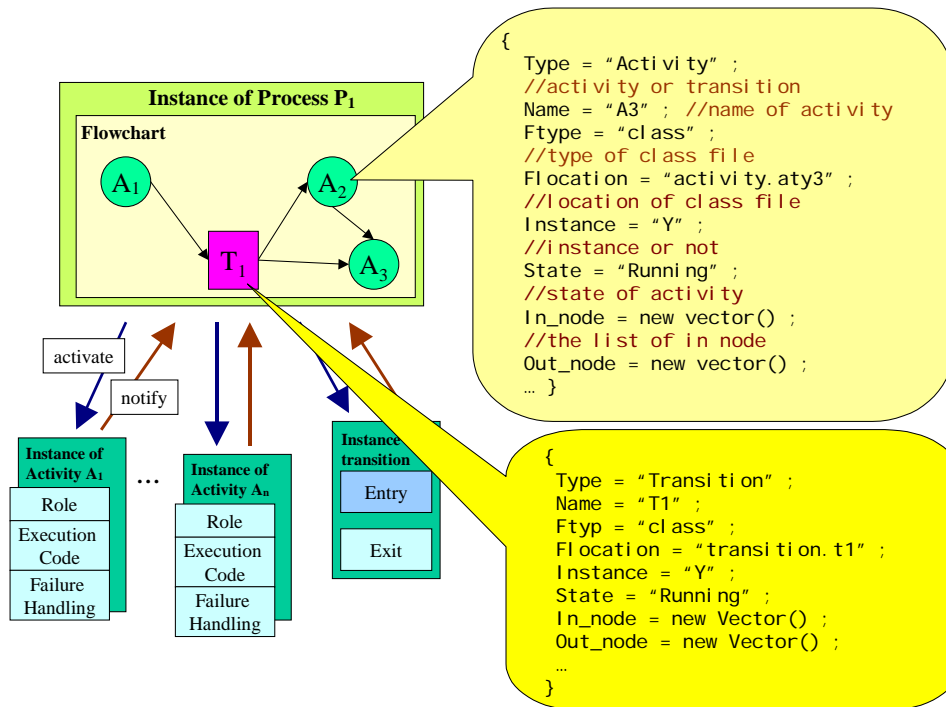 Instance of Process P1
Flowchart
A1
A2
T1
A3
activate
notify
Instance of
Activity A1
Role
Execution
Code
Failure
Handling
...
Instance of
Activity An
Role
Execution
Code
Failure
Handling
Instance
transition
Entry
Exit
{
Type = “Activity” ;
//activity or transition
Name = “A3” ; //name of activity
Ftype = “class” ;
//type of class file
Flocation = “activity.aty3” ;
//location of class file
Instance = “Y” ;
//instance or not
State = “Running” ;
//state of activity
In_node = new vector() ;
//the list of in node
Out_node = new vector() ;
… }
{
Type = “Transition” ;
Name = “T1” ;
Ftyp = “class” ;
Flocation = “transition.t1” ;
Instance = “Y” ;
State = “Running” ;
In_node = new Vector() ;
Out_node = new Vector() ;
…
}